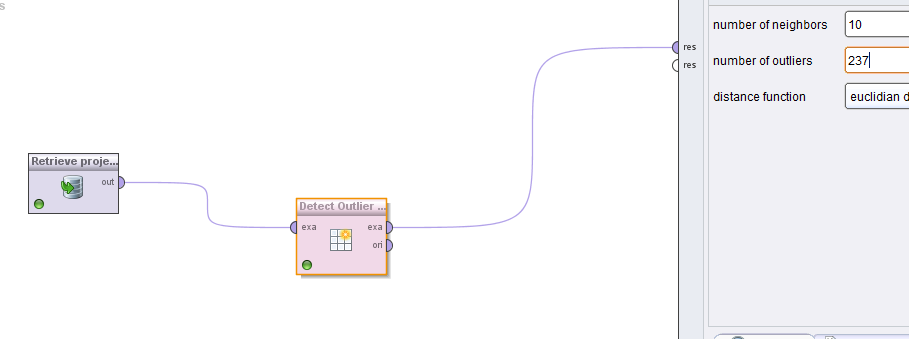 s
number of neighbors 10
res
number of outliers 237
res
distance function euclidian d
Retrieve proje...
out
Detect Outlier ...
exa exa
ori